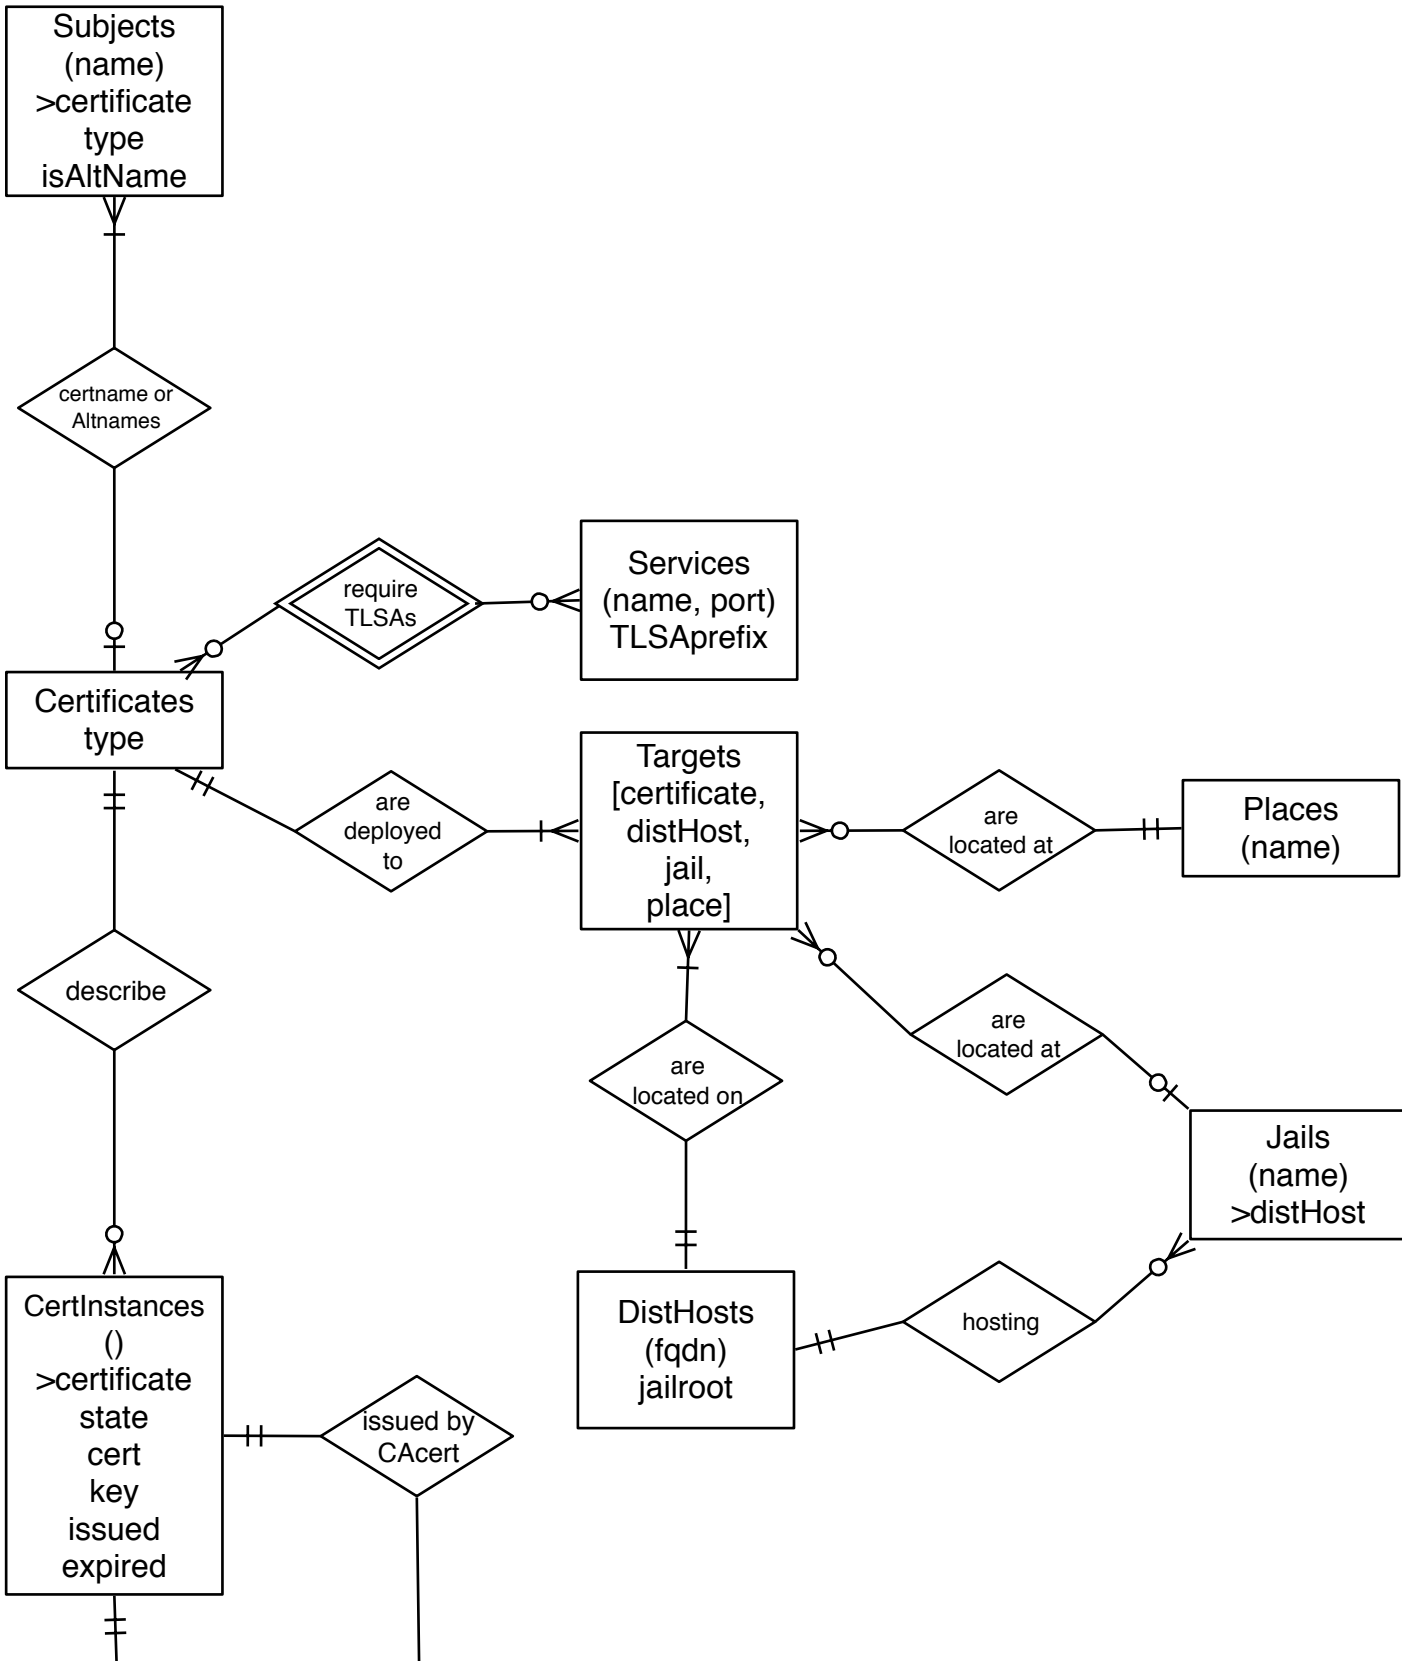 Subjects
(name)
>certificate
type
isAltName
certname or
Altnames
require
TLSAs
Services
(name, port)
TLSAprefix
Certificates
type
are
deployed
to
Targets
[certificate,
distHost,
jail,
place]
are
located at
Places
(name)
describe
are
located on
are
located at
Jails
(name)
>distHost
CertInstances
()
>certificate
state
cert
key
issued
expired
issued by
CAcert
DistHosts
(fqdn)
jailroot
hosting